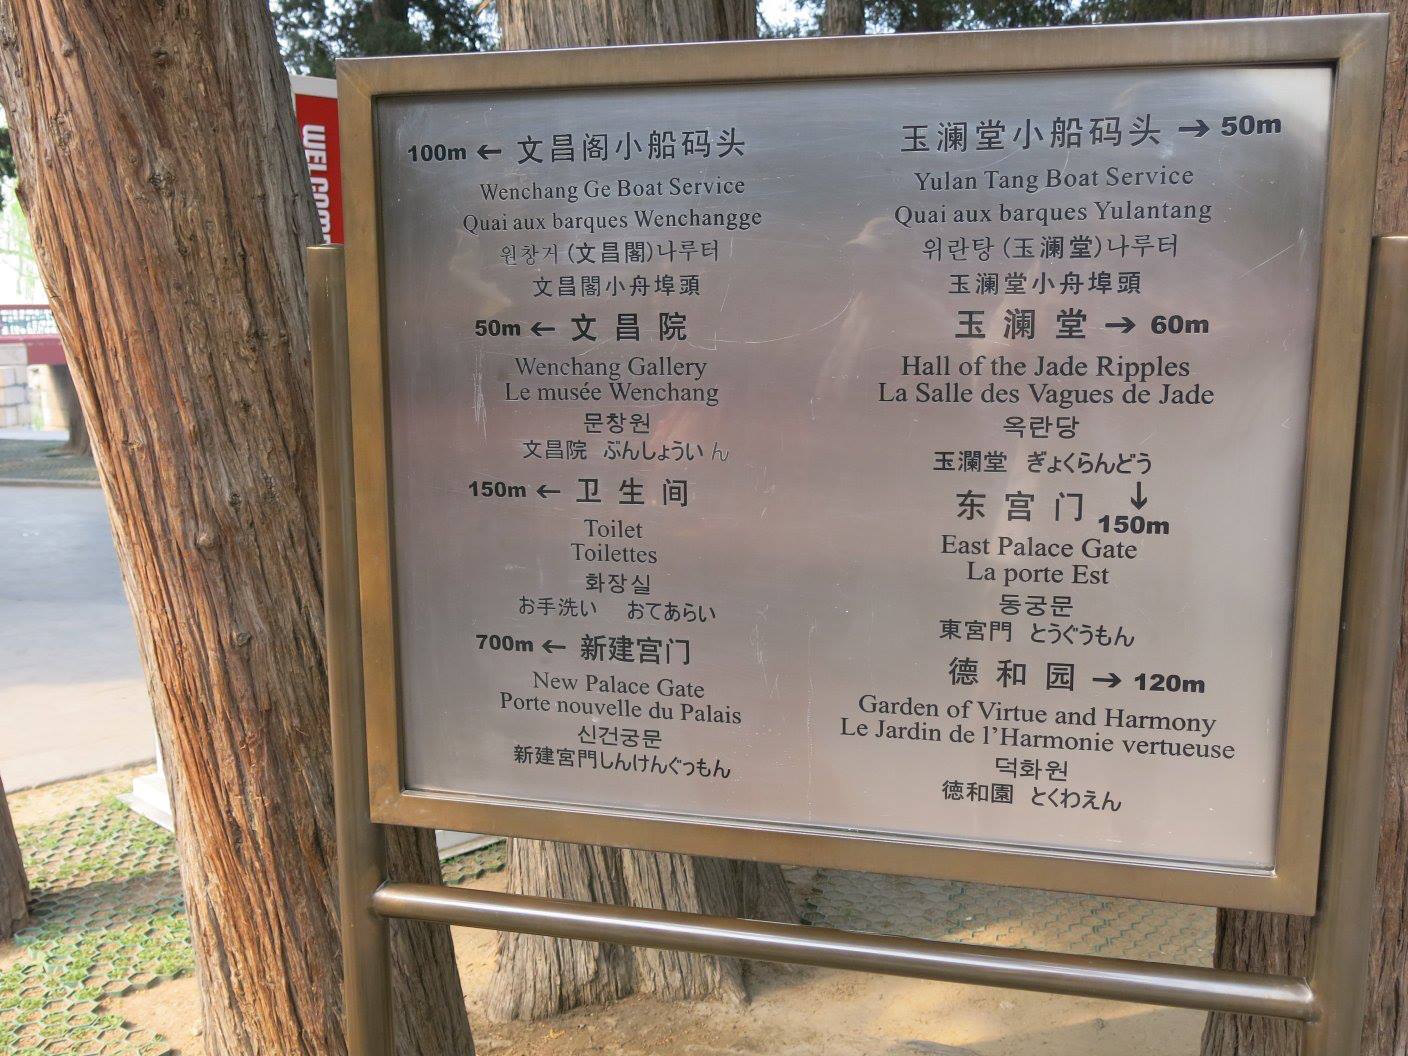 WELCOME
100m ← 文昌阁小船码头
Wenchang Ge Boat Service
Quai aux barques Wenchangge
원창거 (文昌閣)나루터
文昌閣小舟埠頭
50m ← 文昌院
Wenchang Gallery
Le musée Wenchang
문창원
文昌院 ぶんしょういん
150m ← 卫生间
Toilet
Toilettes
화장실
お手洗い おてあらい
700m ← 新建宫门
New Palace Gate
Porte nouvelle du Palais
신건궁문
新建宮門しんけんぐっもん
玉澜堂小船码头 → 50m
Yulan Tang Boat Service
Quai aux barques Yulantang
위란탕 (玉瀾堂)나루터
玉瀾堂小舟埠頭
玉澜堂 → 60m
Hall of the Jade Ripples
La Salle des Vagues de Jade
옥란당
玉瀾堂 ぎょくらんどう
东宫门 ↓ 150m
East Palace Gate
La porte Est
동궁문
東宮門 とうぐうもん
德和园 → 120m
Garden of Virtue and Harmony
Le Jardin de l'Harmonie vertueuse
덕화원
徳和園 とくわえん